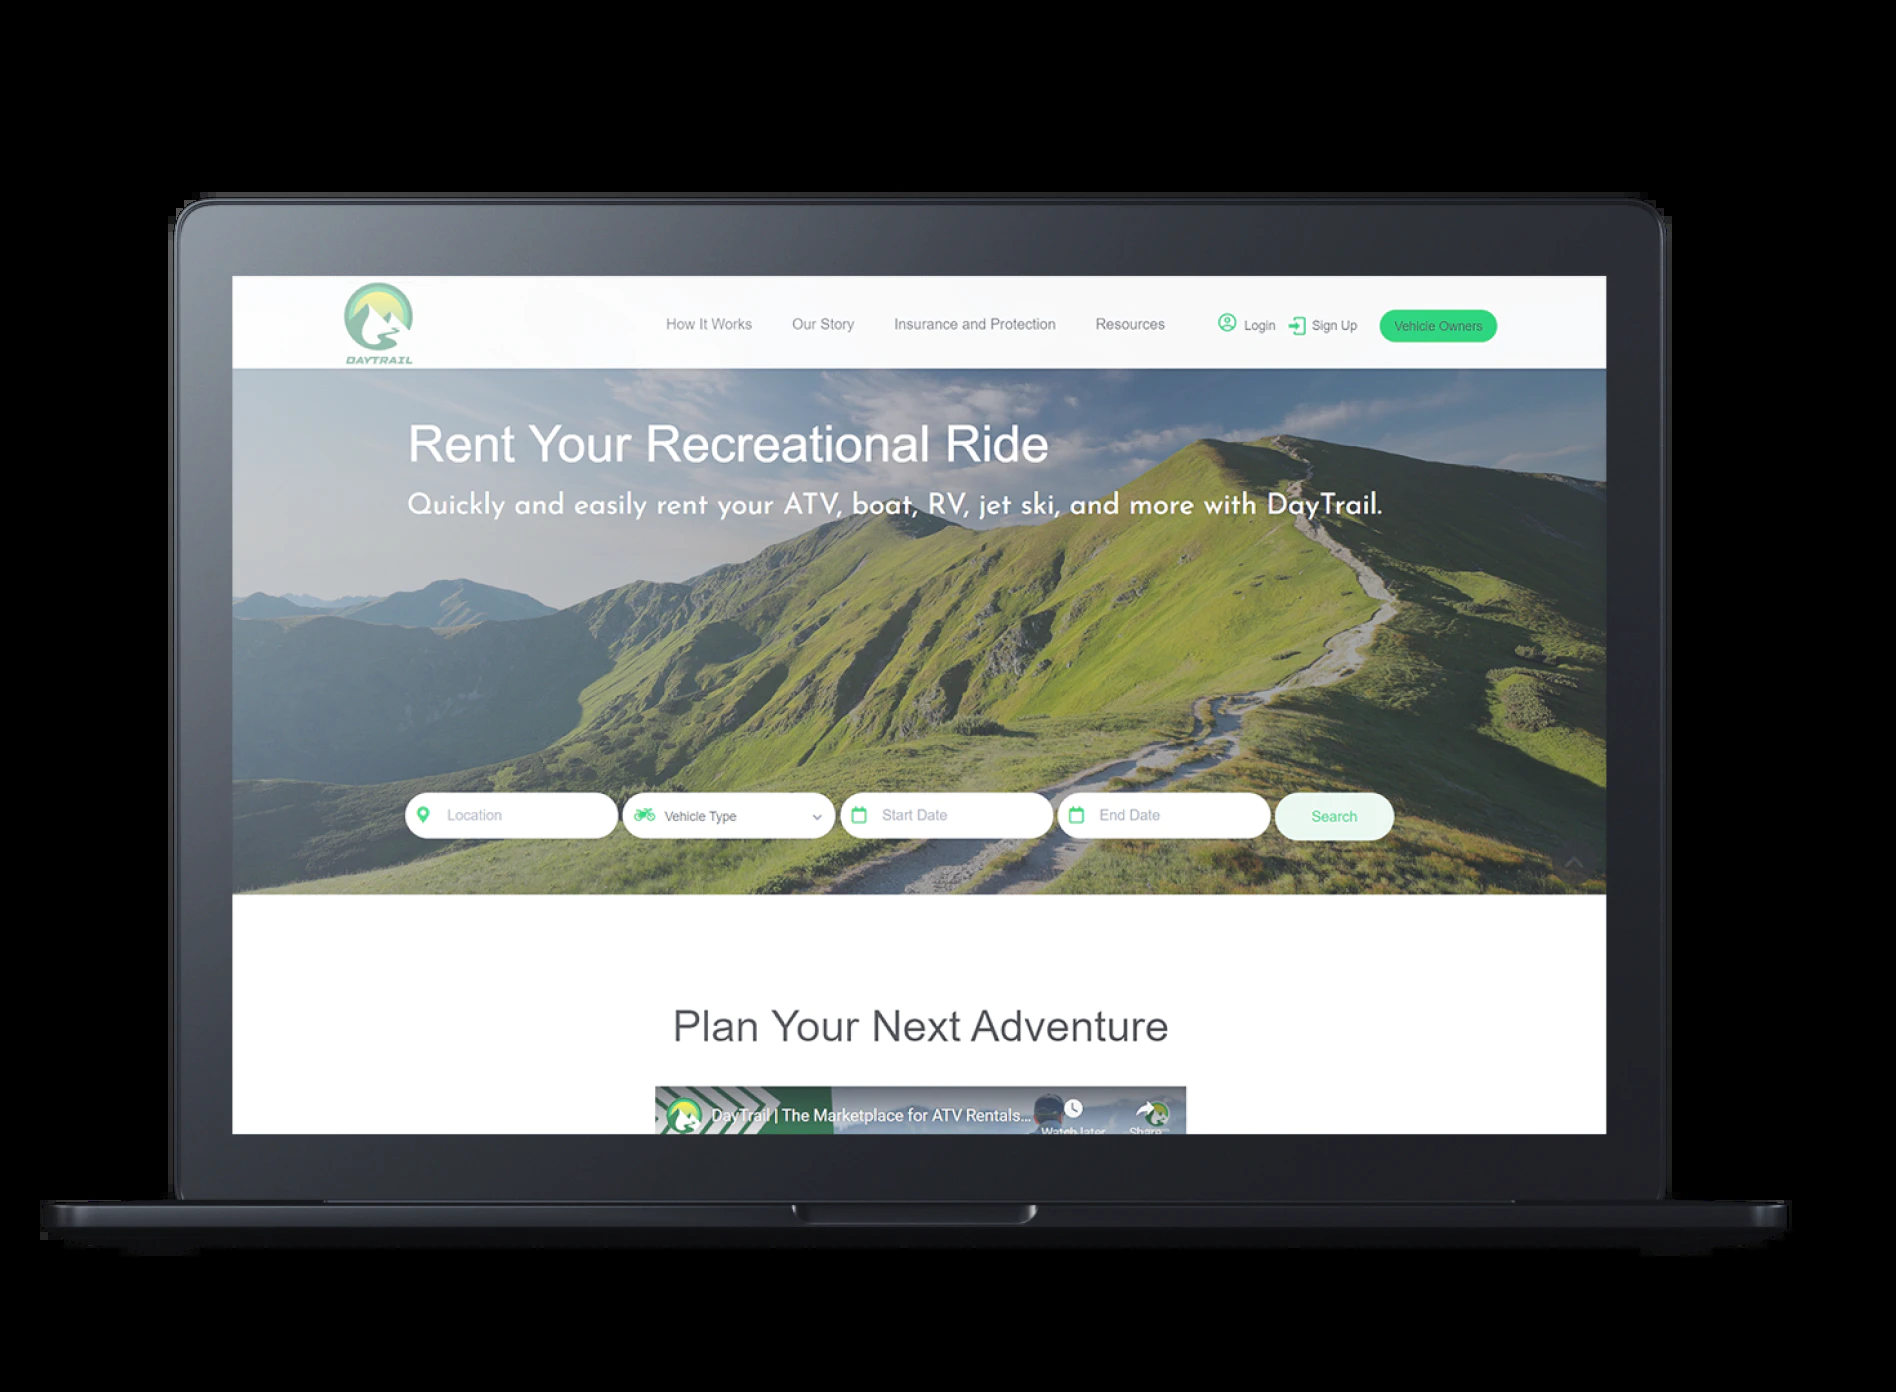 DAYTRAIL
How It Works
Our Story
Insurance and Protection
Resources
Login
Sign Up
Vehicle Owners
Rent Your Recreational Ride
Quickly and easily rent your ATV, boat, RV, jet ski, and more with DayTrail.
Location
Vehicle Type
Start Date
End Date
Search
Plan Your Next Adventure
DayTrail | The Marketplace for ATV Rentals...
Watch later
Share